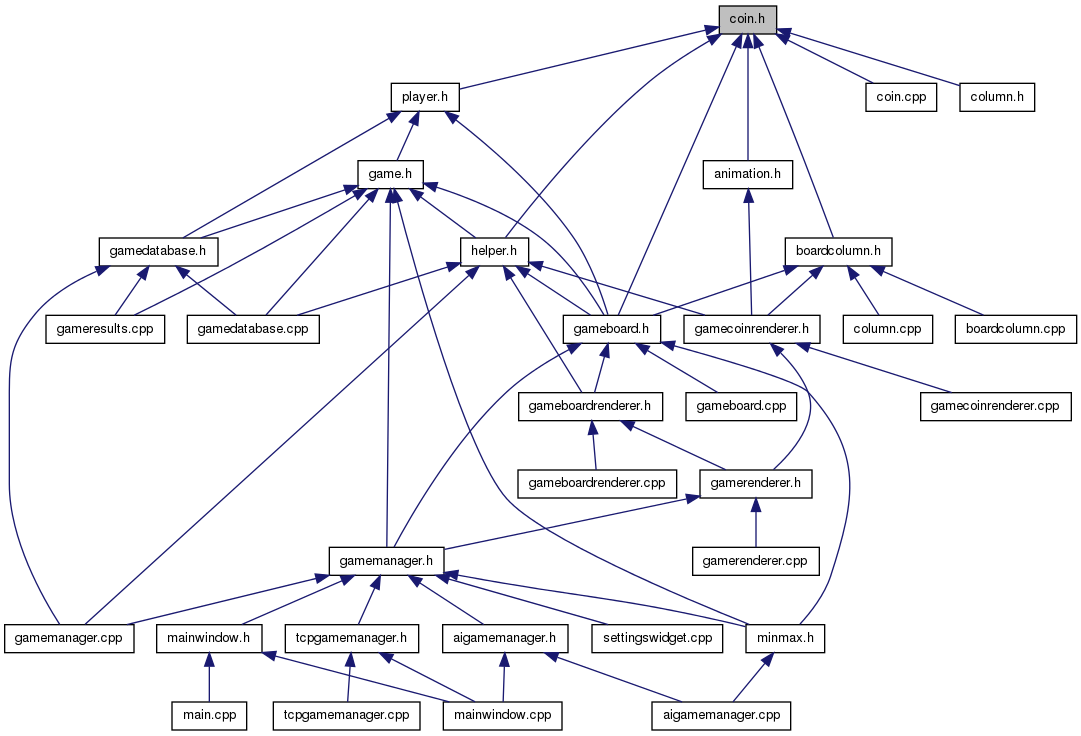 coin.h
player.h
coin.cpp
column.h
game.h
animation.h
gamedatabase.h
helper.h
boardcolumn.h
gameresults.cpp
gamedatabase.cpp
gameboard.h
gamecoinrenderer.h
column.cpp
boardcolumn.cpp
gameboardrenderer.h
gameboard.cpp
gamecoinrenderer.cpp
gameboardrenderer.cpp
gamerenderer.h
gamemanager.h
gamerenderer.cpp
gamemanager.cpp
mainwindow.h
tcpgamemanager.h
aigamemanager.h
settingswidget.cpp
minmax.h
main.cpp
tcpgamemanager.cpp
mainwindow.cpp
aigamemanager.cpp